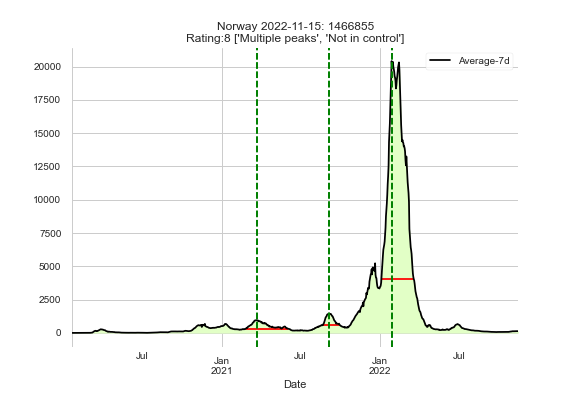 Norway 2022-11-15: 1466855
Rating:8 ['Multiple peaks', 'Not in control']
Average-7d
20000
17500
15000
12500
10000
7500
5000
2500
0
Jul
Jan
2021
Jul
Jan
2022
Jul
Date